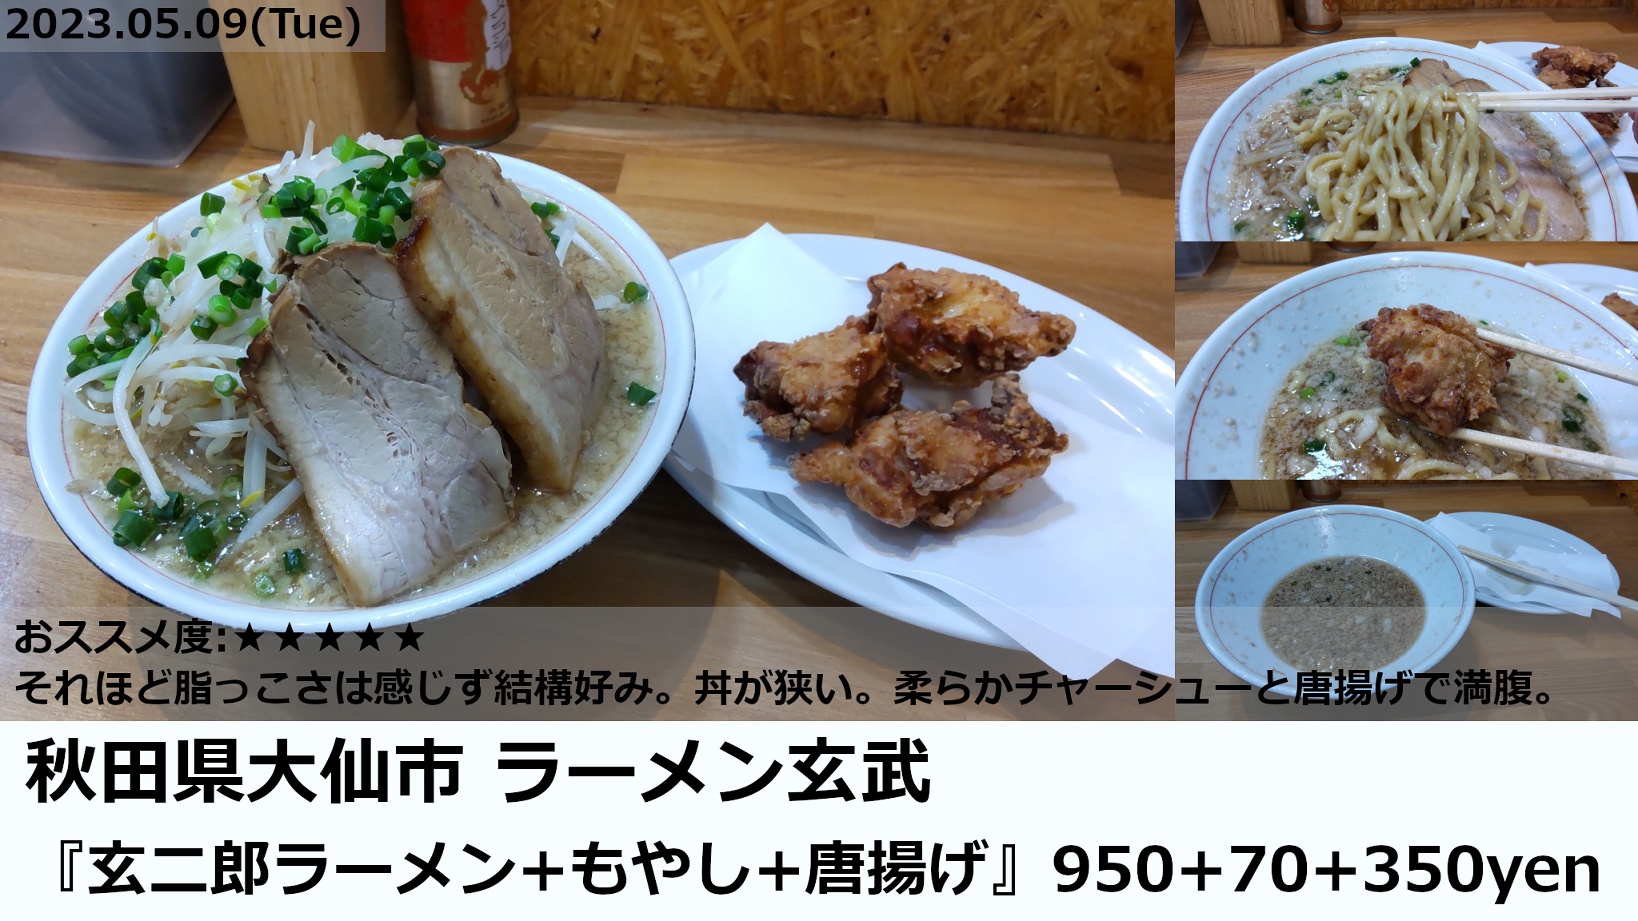 2023.05.09(Tue)
おススメ度:★★★★★
それほど脂っこさは感じず結構好み。丼が狭い。柔らかチャーシューと唐揚げで満腹。
秋田県大仙市 ラーメン玄武
『玄二郎ラーメン+もやし+唐揚げ』950+70+350yen